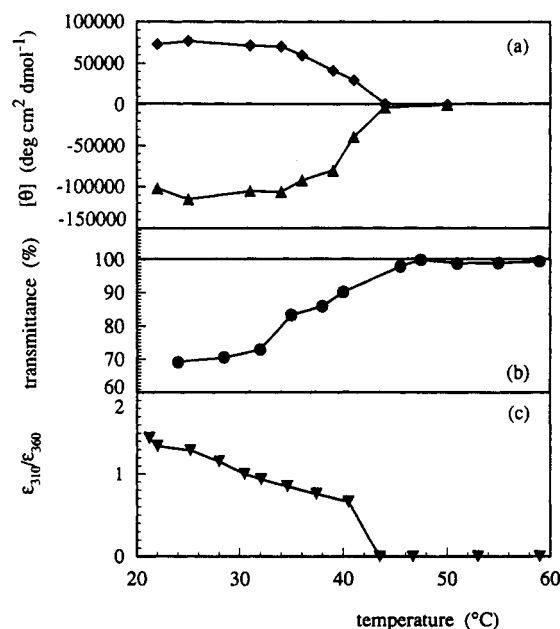 100000
50000
0
-50000
-100000
-150000
[θ] (deg cm² dmol⁻¹)
(a)
100
90
80
70
60
transmittance (%)
(b)
2
1
0
ε₃₁₀/ε₃₆₀
(c)
20 30 40 50 60
temperature (°C)